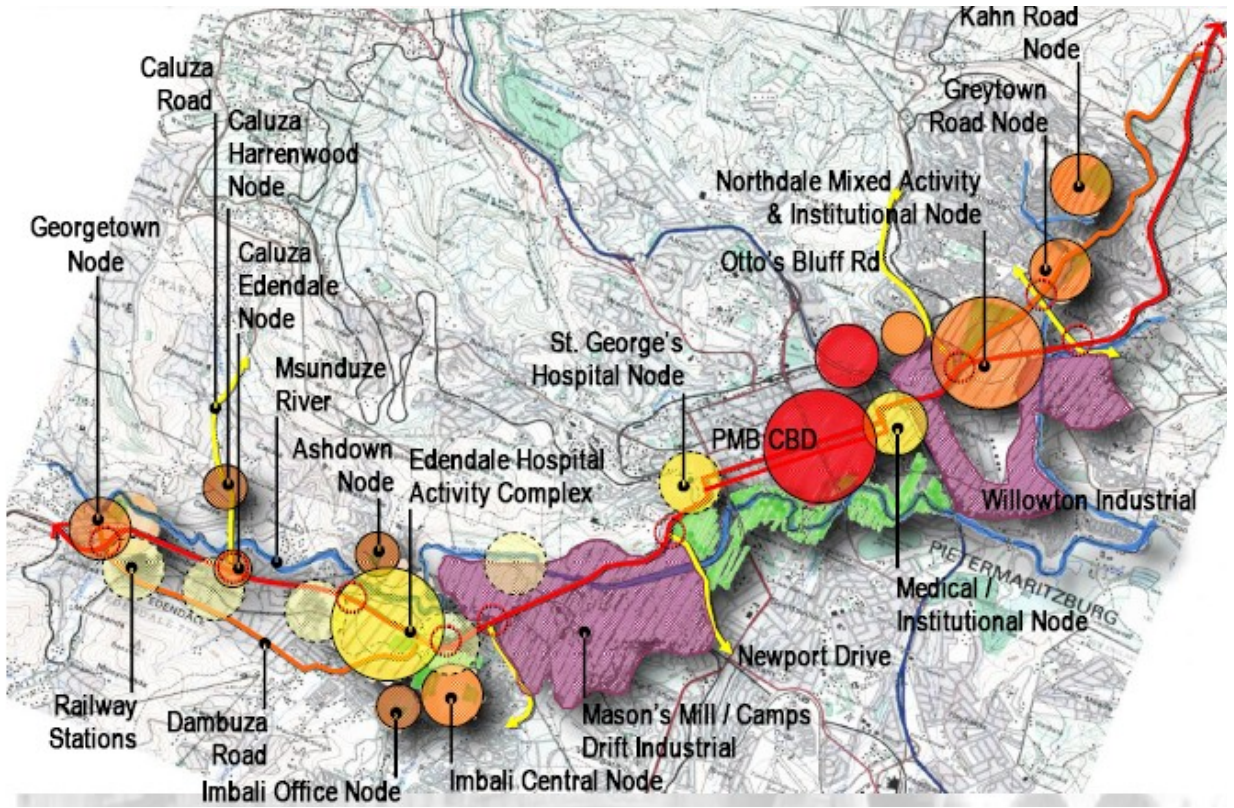 Kahn Road
Node
Caluza
Road
Caluza
Harrenwood
Node
Greytown
Road Node
Northdale Mixed Activity
& Institutional Node
Georgetown
Node
Caluza
Edendale
Node
Otto's Bluff Rd
St. George's
Hospital Node
Msunduze
River
Ashdown
Node
Edendale Hospital
Activity Complex
PMB CBD
Willowton Industrial
PIETERMARITZBURG
Medical /
Institutional Node
Newport Drive
Railway
Stations
Dambuza
Road
Mason's Mill / Camps
Drift Industrial
Imbali Office Node
Imbali Central Node